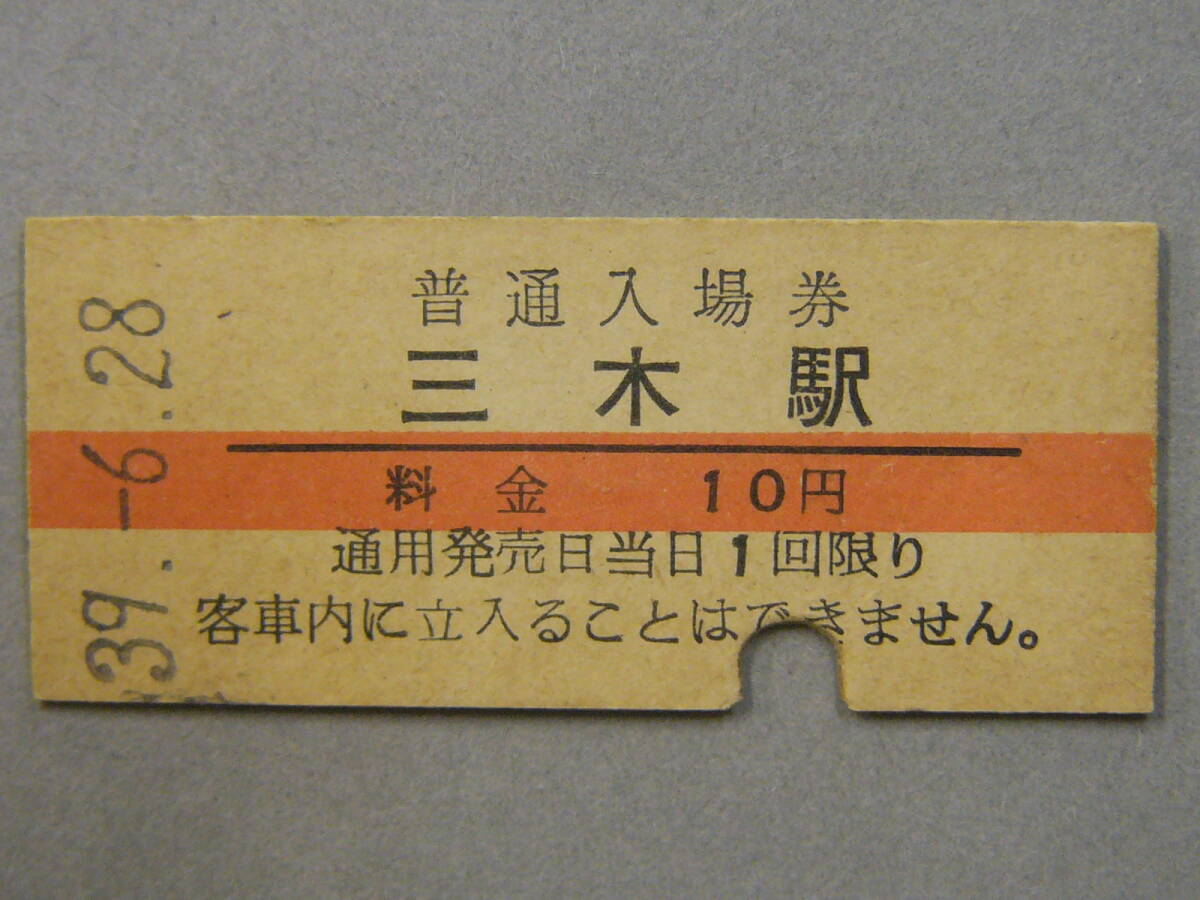 普通入場券
三木駅
料金 10円
通用発売日当日1回限り
客車内に立入ることはできません。
39.-6.28